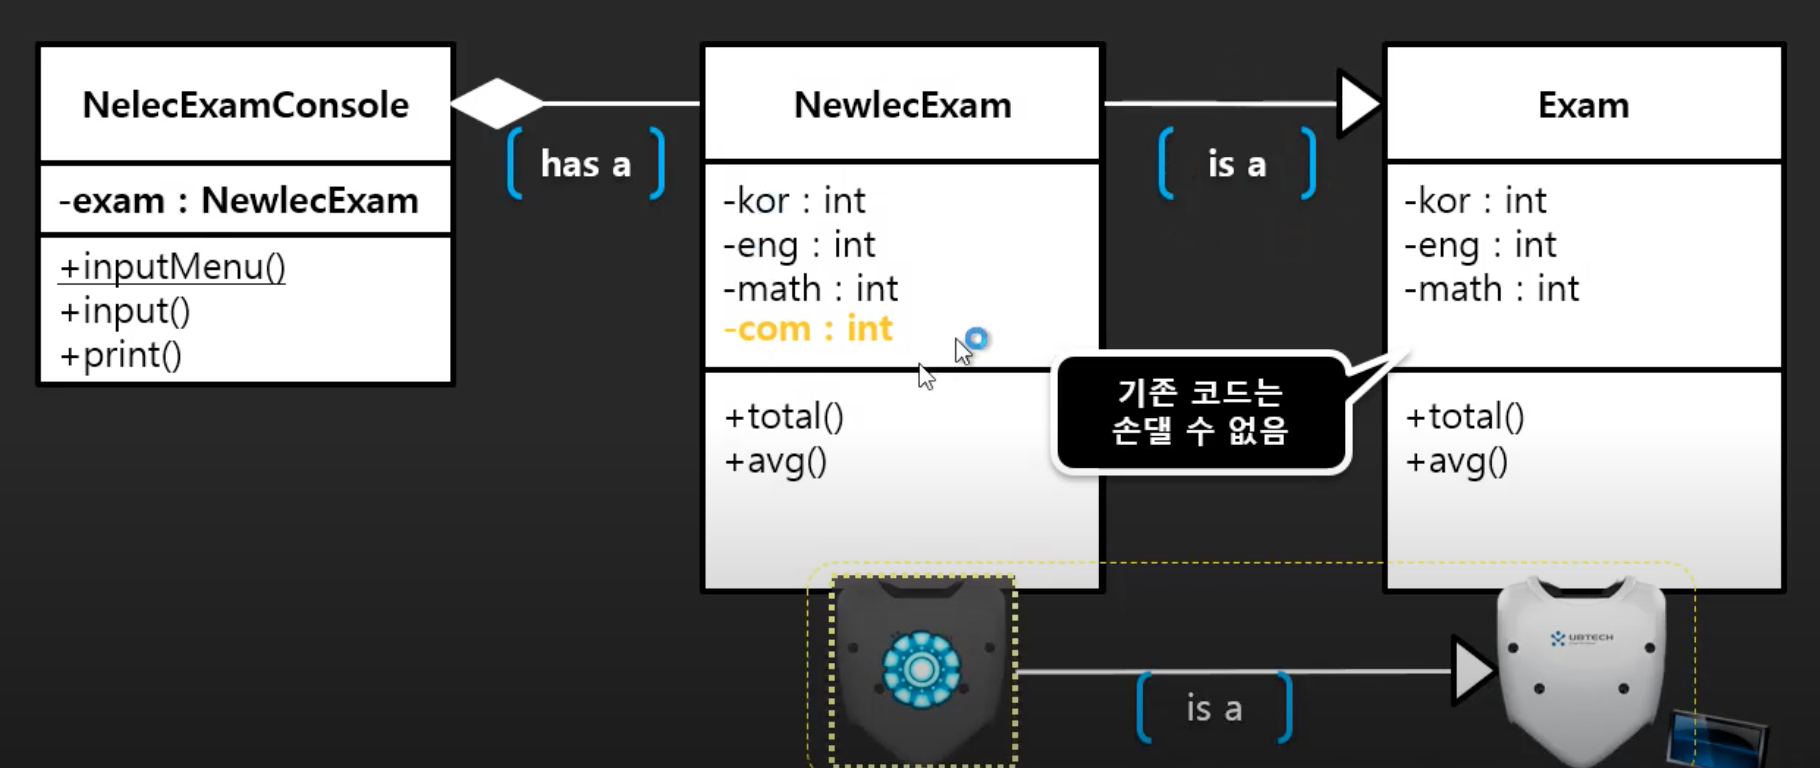 NelecExamConsole
-exam : NewlecExam
+inputMenu()
+input()
+print()
has a
NewlecExam
-kor : int
-eng : int
-math : int
-com : int
+total()
+avg()
is a
Exam
-kor : int
-eng : int
-math : int
+total()
+avg()
기존 코드는
손댈 수 없음
is a
UBTECH